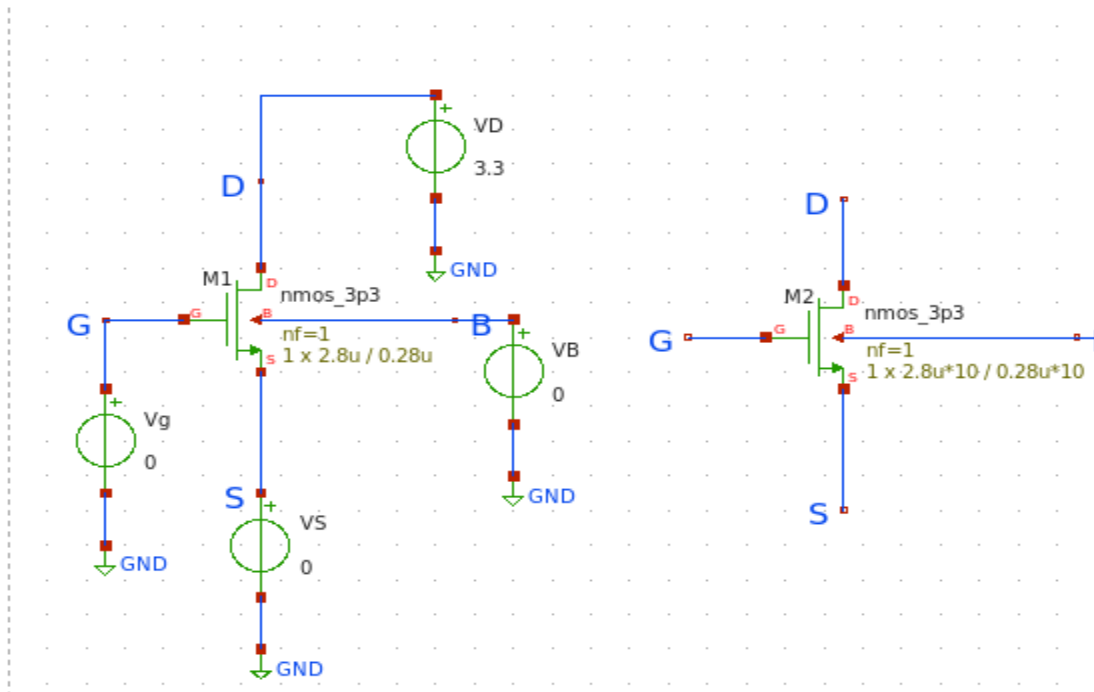 VD
+
3.3
D
GND
M1
D
nmos_3p3
G
G
B
B
nf=1
1 x 2.8u / 0.28u
S
+
VB
0
+
Vg
0
GND
S
+
VS
0
GND
GND
D
M2
D
nmos_3p3
G
G
B
nf=1
1 x 2.8u*10 / 0.28u*10
S
S